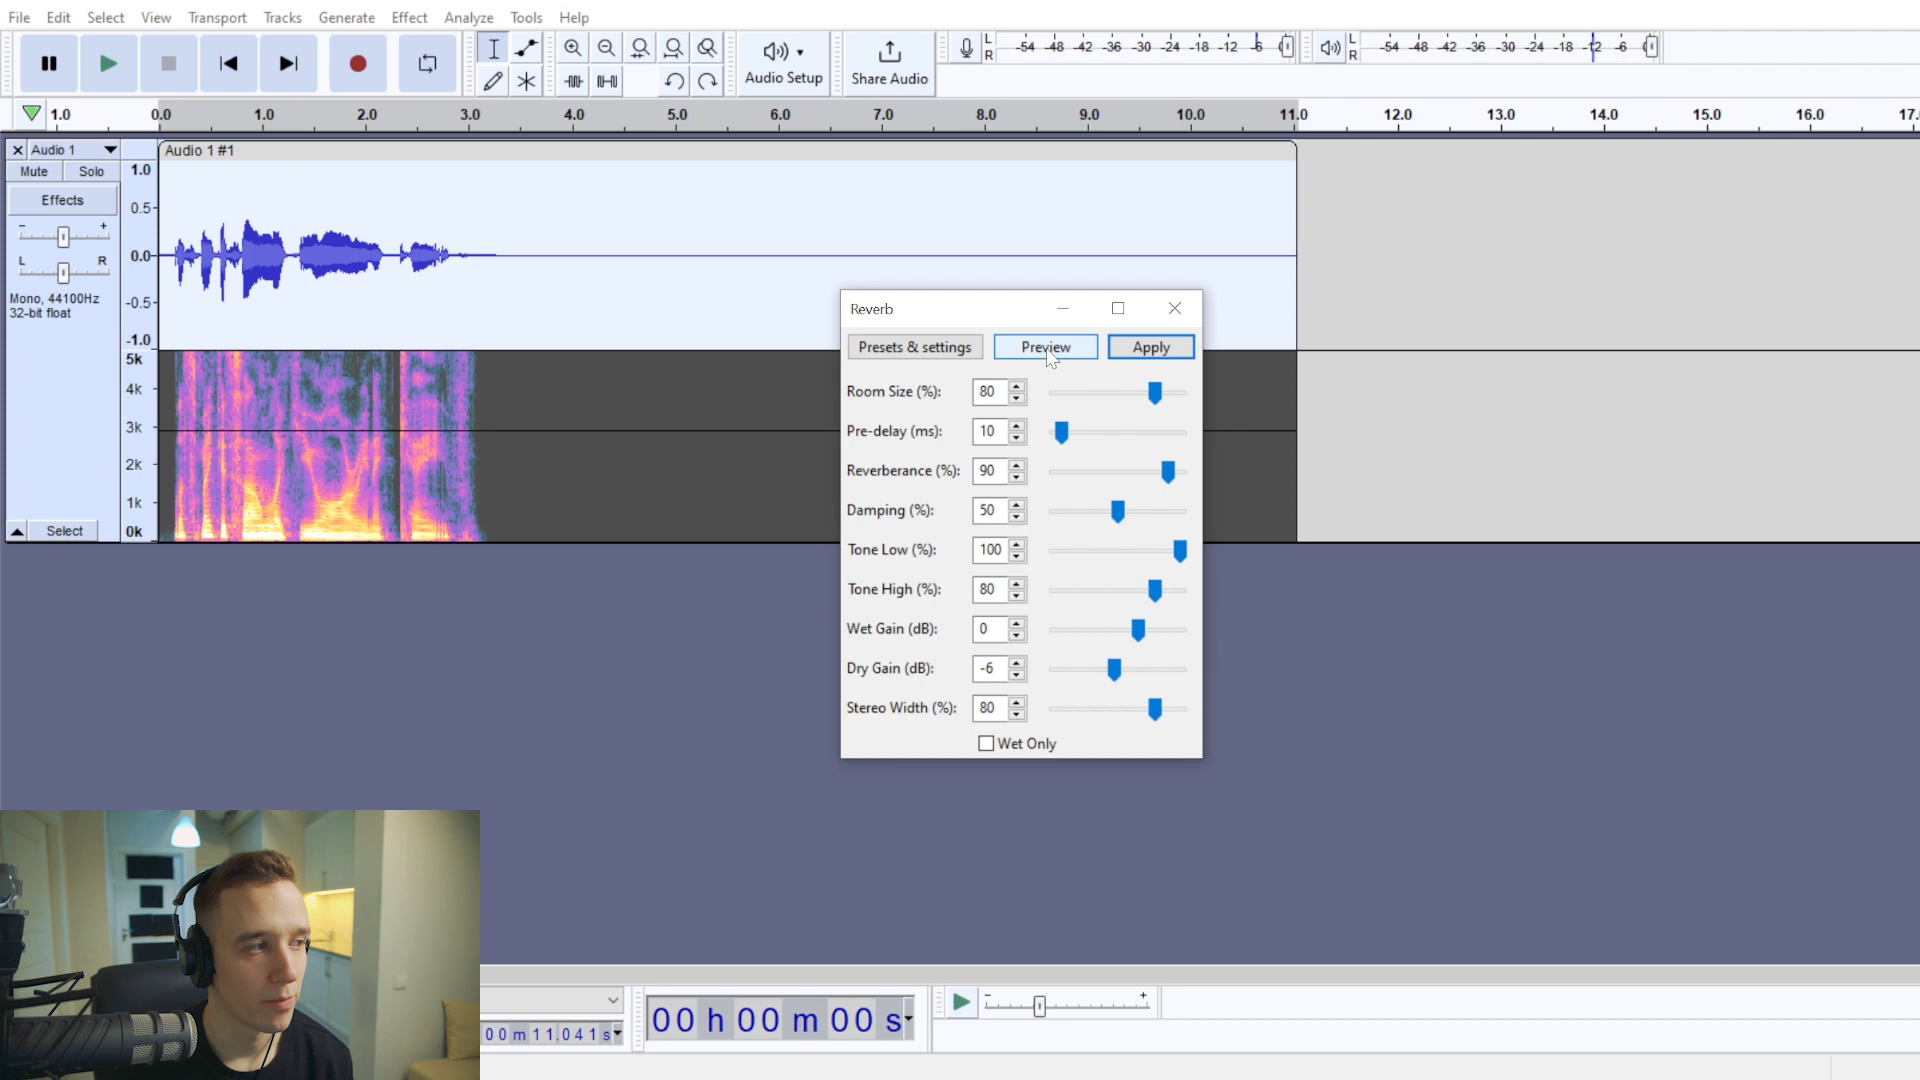 File Edit Select View Transport Tracks Generate Effect Analyze Tools Help
Audio Setup
Share Audio
L
R
-54 -48 -42 -36 -30 -24 -18 -12 -6 0
L
R
-54 -48 -42 -36 -30 -24 -18 -12 -6 0
1.0 0.0 1.0 2.0 3.0 4.0 5.0 6.0 7.0 8.0 9.0 10.0 11.0 12.0 13.0 14.0 15.0 16.0 17.
Audio 1
Mute Solo
Effects
- +
L R
Mono, 44100Hz
32-bit float
Select
Audio 1 #1
1.0
0.5
0.0
-0.5
-1.0
5k
4k
3k
2k
1k
0k
Reverb
Presets & settings Preview Apply
Room Size (%): 80
Pre-delay (ms): 10
Reverberance (%): 90
Damping (%): 50
Tone Low (%): 100
Tone High (%): 80
Wet Gain (dB): 0
Dry Gain (dB): -6
Stereo Width (%): 80
Wet Only
00 m 11.041 s
00 h 00 m 00 s
- +